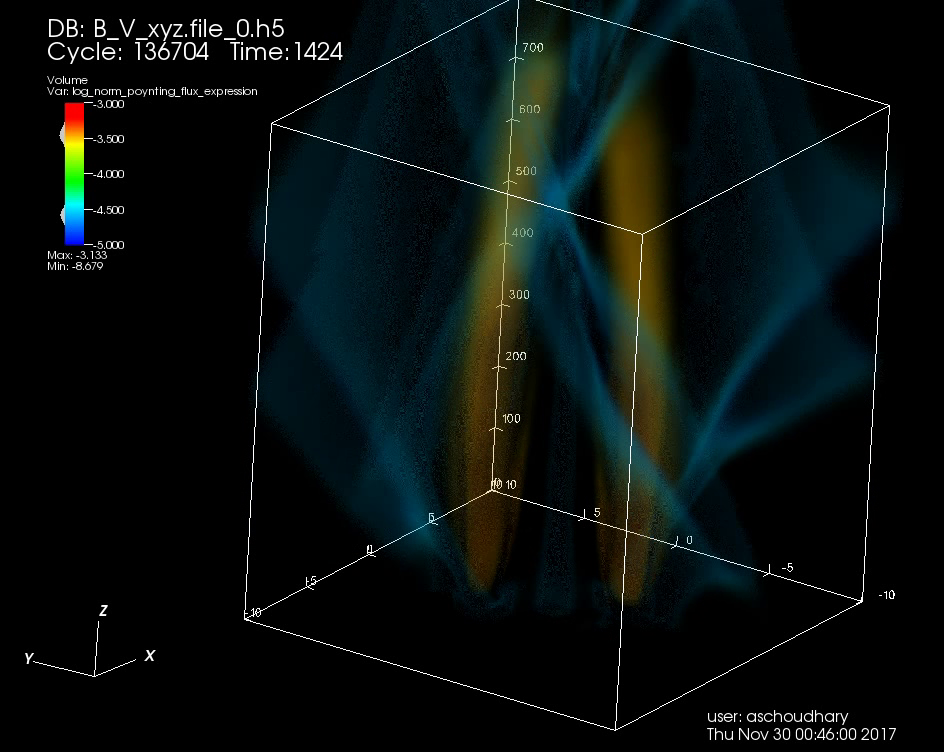 DB: B_V_xyz.file_0.h5
Cycle: 136704 Time:1424
Volume
Var: log_norm_poynting_flux_expression
-3.000
-3.500
-4.000
-4.500
-5.000
Max: -3.133
Min: -8.679
700
600
500
400
300
200
100
10
5
5
0
0
-5
-5
-10
-10
Z
Y
X
user: aschoudhary
Thu Nov 30 00:46:00 2017